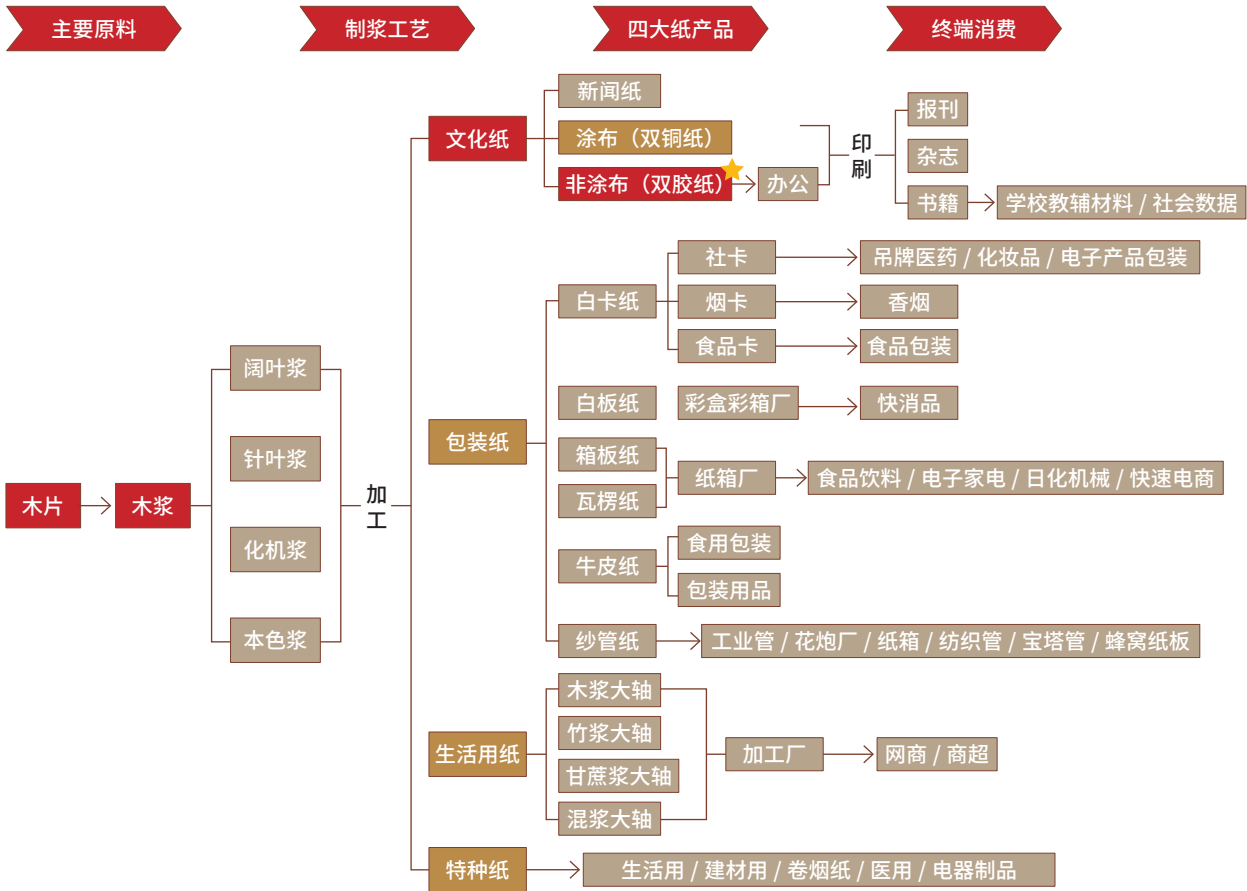 主要原料
制浆工艺
四大纸产品
终端消费
木片
木浆
阔叶浆
针叶浆
化机浆
本色浆
加工
文化纸
新闻纸
涂布（双铜纸）
非涂布（双胶纸）
办公
印刷
报刊
杂志
书籍
学校教辅材料 / 社会数据
包装纸
白卡纸
社卡
吊牌医药 / 化妆品 / 电子产品包装
烟卡
香烟
食品卡
食品包装
白板纸
彩盒彩箱厂
快消品
箱板纸
瓦楞纸
纸箱厂
食品饮料 / 电子家电 / 日化机械 / 快速电商
牛皮纸
食用包装
包装用品
纱管纸
工业管 / 花炮厂 / 纸箱 / 纺织管 / 宝塔管 / 蜂窝纸板
生活用纸
木浆大轴
竹浆大轴
甘蔗浆大轴
混浆大轴
加工厂
网商 / 商超
特种纸
生活用 / 建材用 / 卷烟纸 / 医用 / 电器制品